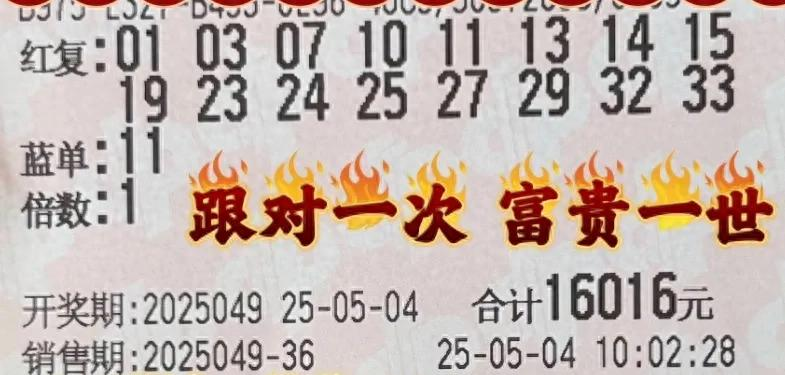 红复:01 03 07 10 11 13 14 15
19 23 24 25 27 29 32 33
蓝单:11
倍数:1
跟对一次 富贵一世
开奖期:2025049 25-05-04 合计16016元
销售期:2025049-36 25-05-04 10:02:28